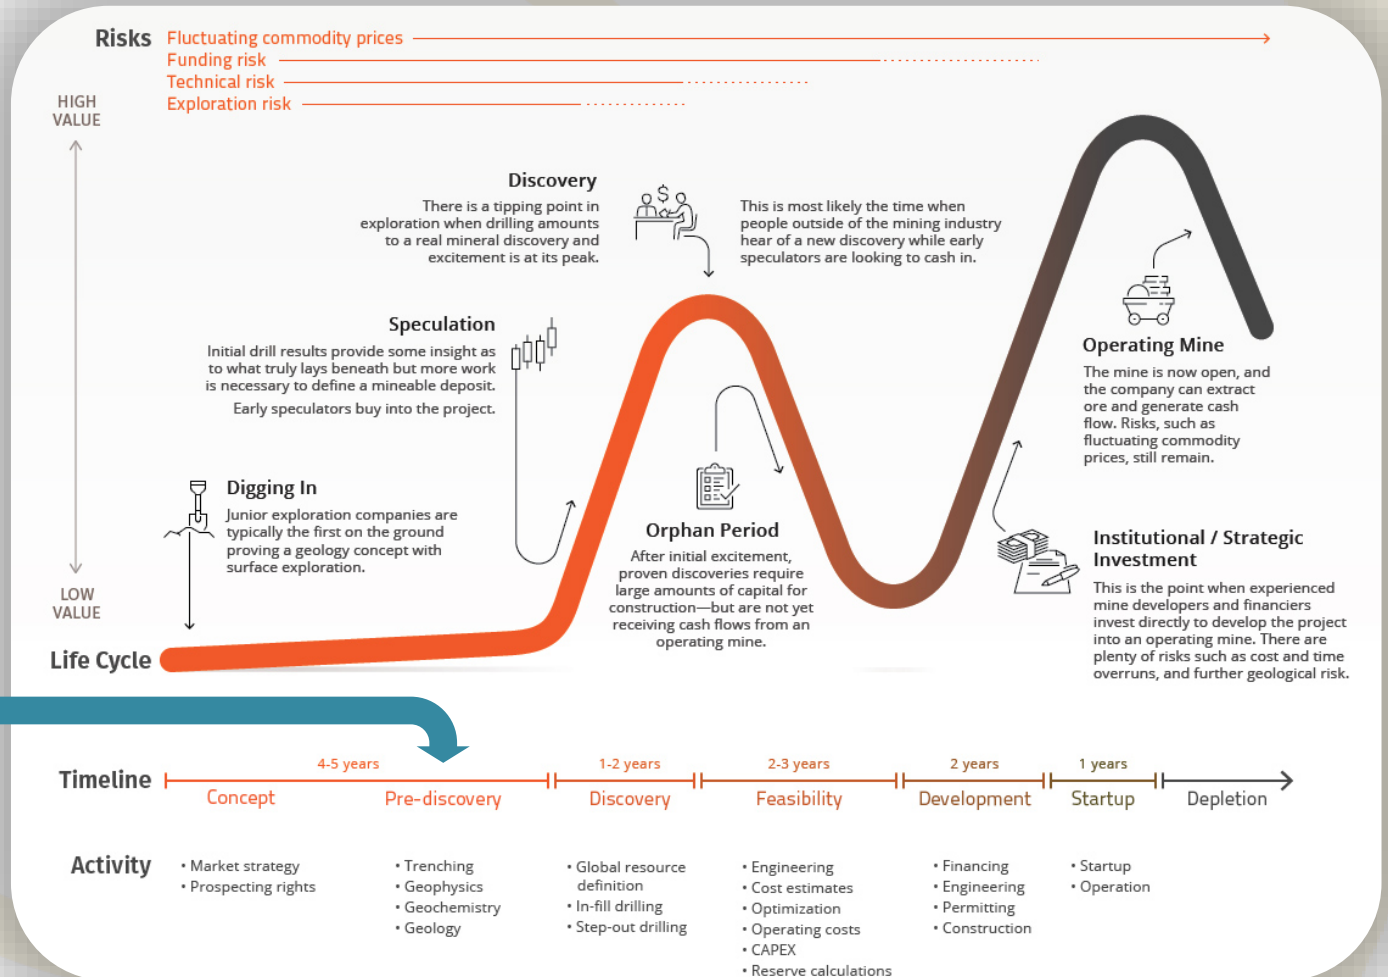 Risks
Fluctuating commodity prices
Funding risk
Technical risk
Exploration risk
HIGH
VALUE
Discovery
There is a tipping point in
exploration when drilling amounts
to a real mineral discovery and
excitement is at its peak.
$
This is most likely the time when
people outside of the mining industry
hear of a new discovery while early
speculators are looking to cash in.
Speculation
Initial drill results provide some insight as
to what truly lays beneath but more work
is necessary to define a mineable deposit.
Early speculators buy into the project.
Operating Mine
The mine is now open, and
the company can extract
ore and generate cash
flow. Risks, such as
fluctuating commodity
prices, still remain.
Digging In
Junior exploration companies are
typically the first on the ground
proving a geology concept with
surface exploration.
Orphan Period
After initial excitement,
proven discoveries require
large amounts of capital for
construction—but are not yet
receiving cash flows from an
operating mine.
Institutional / Strategic
Investment
This is the point when experienced
mine developers and financiers
invest directly to develop the project
into an operating mine. There are
plenty of risks such as cost and time
overruns, and further geological risk.
LOW
VALUE
Life Cycle
Timeline
4-5 years
1-2 years
2-3 years
2 years
1 years
Concept
Pre-discovery
Discovery
Feasibility
Development
Startup
Depletion
Activity
• Market strategy
• Prospecting rights
• Trenching
• Geophysics
• Geochemistry
• Geology
• Global resource
definition
• In-fill drilling
• Step-out drilling
• Engineering
• Cost estimates
• Optimization
• Operating costs
• CAPEX
• Reserve calculations
• Financing
• Engineering
• Permitting
• Construction
• Startup
• Operation